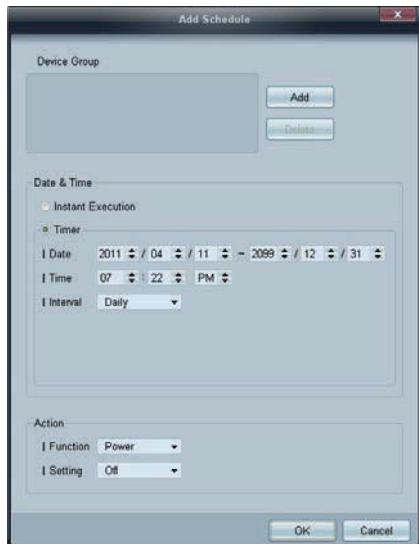 Add Schedule
Device Group
Add
Delete
Date & Time
Instant Execution
Timer
Date 2011 / 04 / 11 ~ 2099 / 12 / 31
Time 07 : 22 PM
Interval Daily
Action
Function Power
Setting Off
OK Cancel